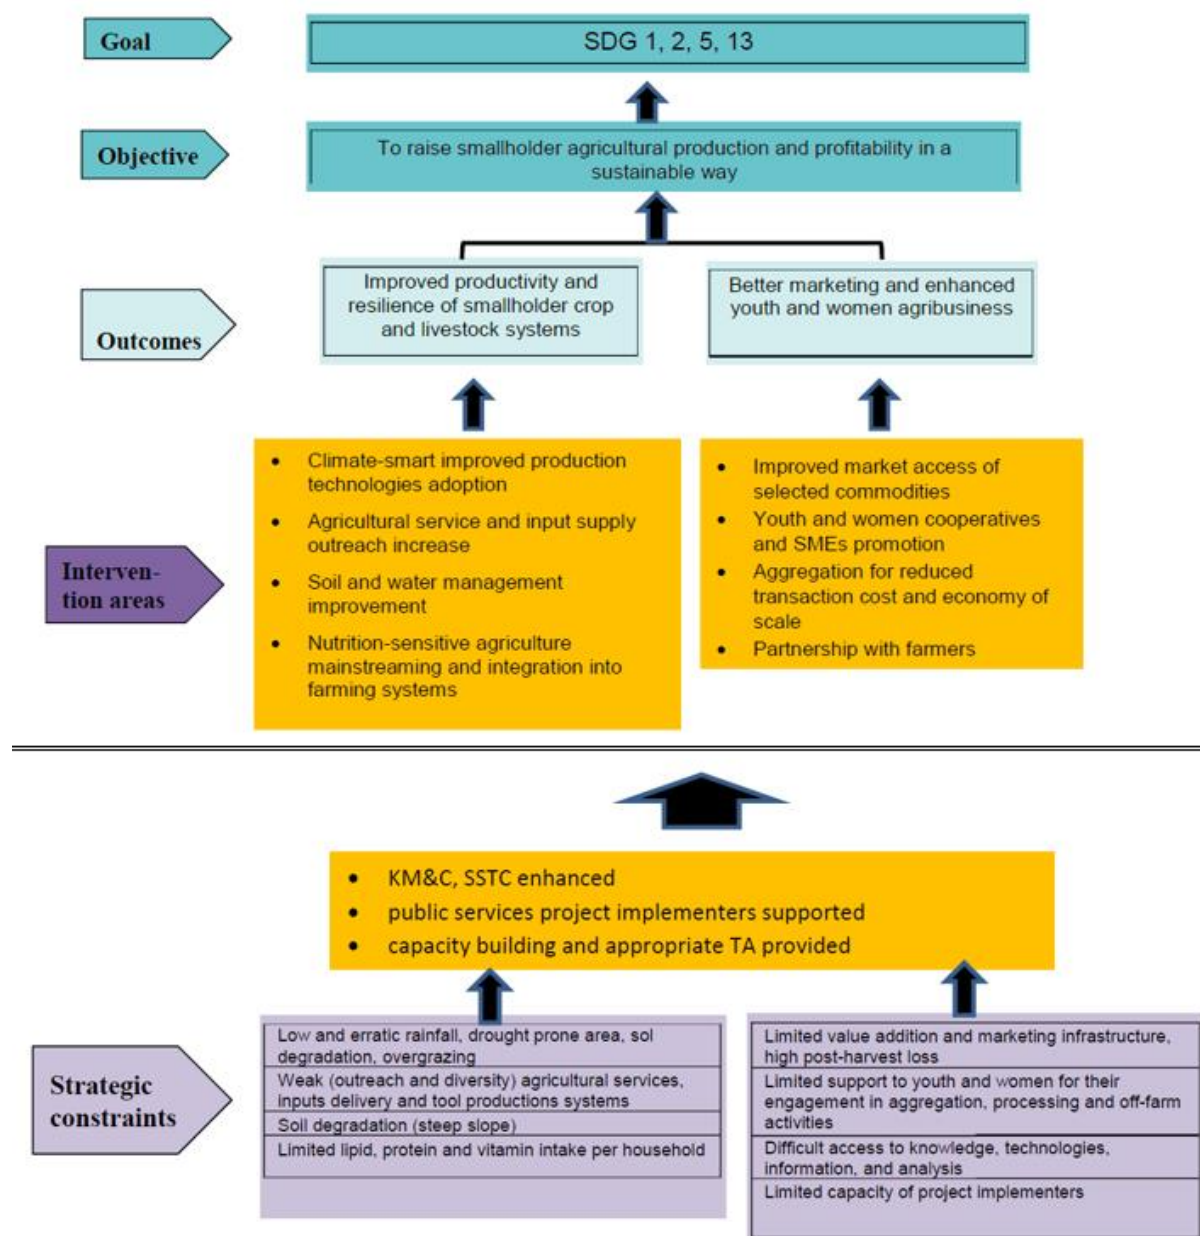 Goal
SDG 1, 2, 5, 13
Objective
To raise smallholder agricultural production and profitability in a
sustainable way
Outcomes
Improved productivity and
resilience of smallholder crop
and livestock systems
Better marketing and enhanced
youth and women agribusiness
Interven-
tion areas
• Climate-smart improved production
technologies adoption
• Agricultural service and input supply
outreach increase
• Soil and water management
improvement
• Nutrition-sensitive agriculture
mainstreaming and integration into
farming systems
• Improved market access of
selected commodities
• Youth and women cooperatives
and SMEs promotion
• Aggregation for reduced
transaction cost and economy of
scale
• Partnership with farmers
• KM&C, SSTC enhanced
• public services project implementers supported
• capacity building and appropriate TA provided
Strategic
constraints
Low and erratic rainfall, drought prone area, sol
degradation, overgrazing
Weak (outreach and diversity) agricultural services,
inputs delivery and tool productions systems
Soil degradation (steep slope)
Limited lipid, protein and vitamin intake per household
Limited value addition and marketing infrastructure,
high post-harvest loss
Limited support to youth and women for their
engagement in aggregation, processing and off-farm
activities
Difficult access to knowledge, technologies,
information, and analysis
Limited capacity of project implementers